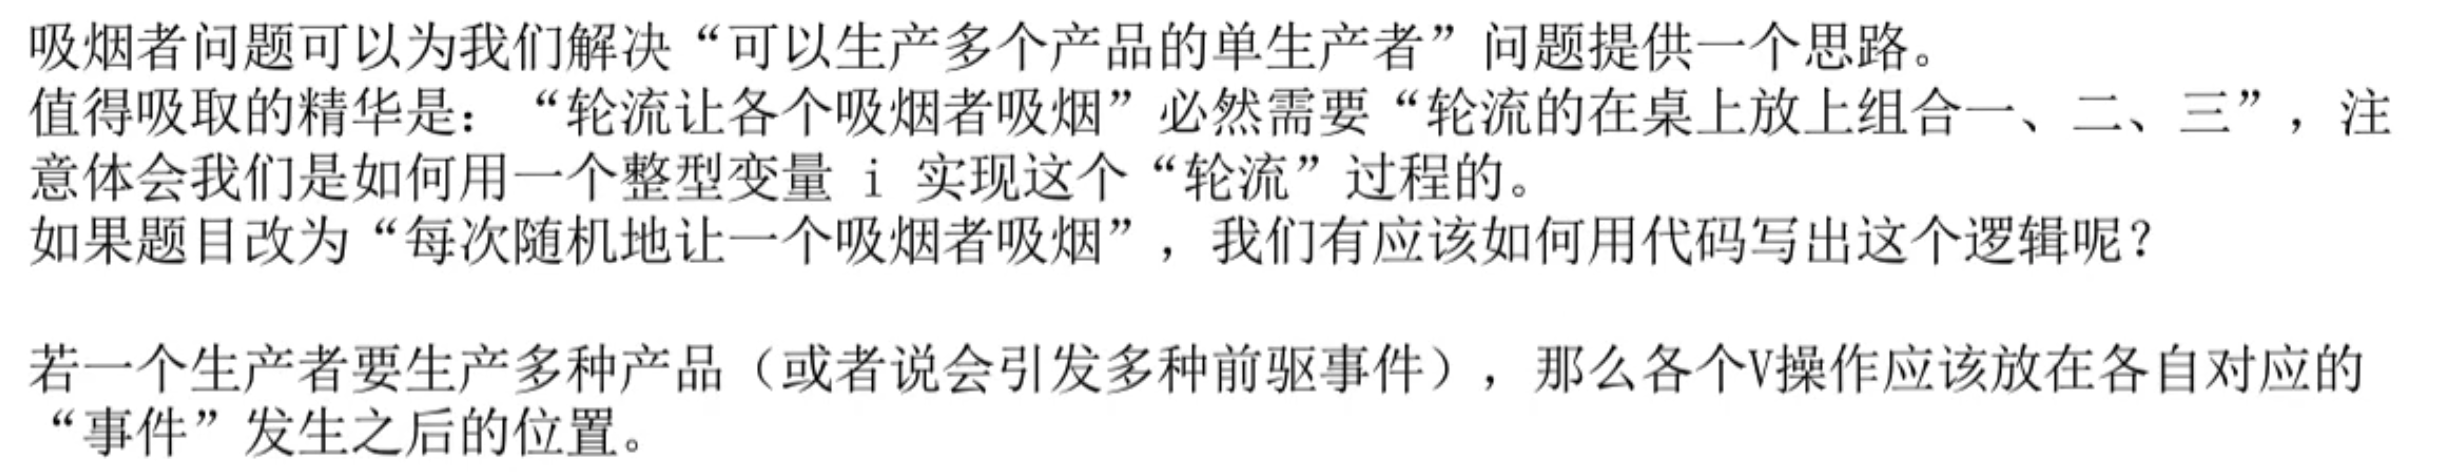 吸烟者问题可以为我们解决“可以生产多个产品的单生产者”问题提供一个思路。
值得吸取的精华是：“轮流让各个吸烟者吸烟”必然需要“轮流的在桌上放上组合一、二、三”，注
意体会我们是如何用一个整型变量 i 实现这个“轮流”过程的。
如果题目改为“每次随机地让一个吸烟者吸烟”，我们有应该如何用代码写出这个逻辑呢？
若一个生产者要生产多种产品（或者说会引发多种前驱事件），那么各个V操作应该放在各自对应的
“事件”发生之后的位置。